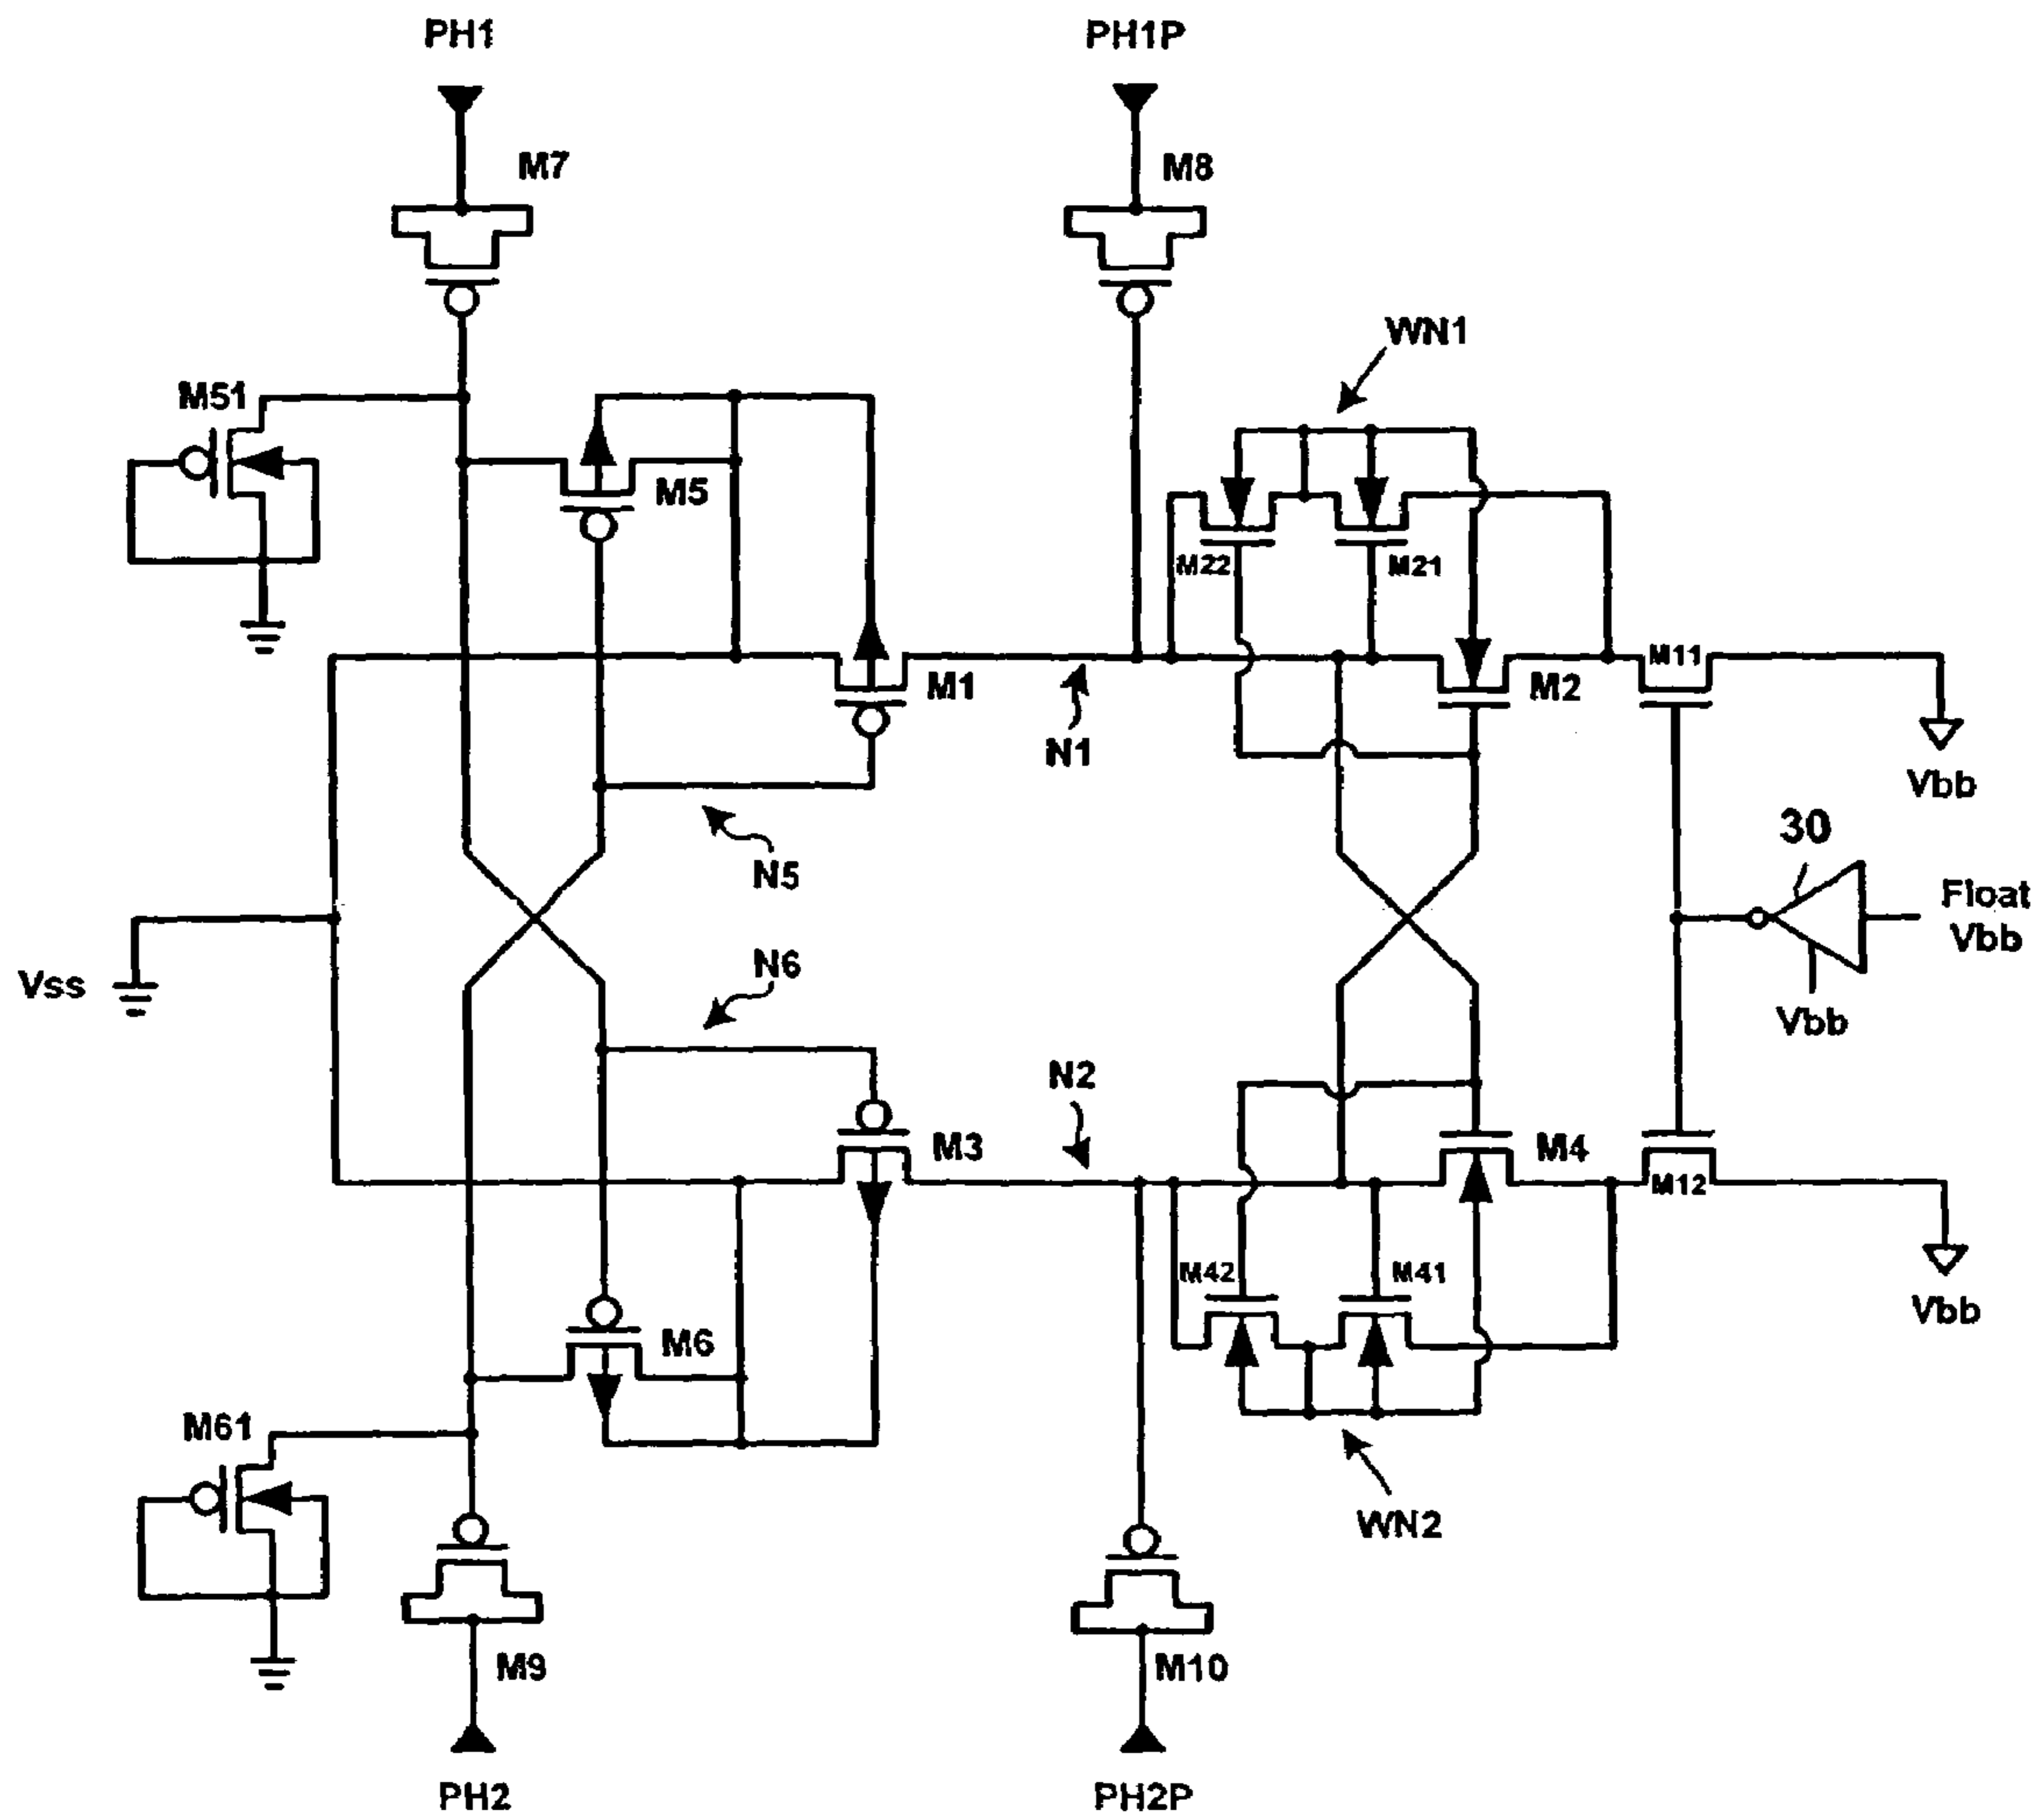 PH1
PH1P
M7
M8
WN1
M51
M5
M22
M21
M1
M2
M11
N1
Vbb
30
N5
Float
Vbb
N6
Vss
Vbb
N2
M3
M4
M12
M42
M41
Vbb
M6
M61
WN2
M9
M10
PH2
PH2P